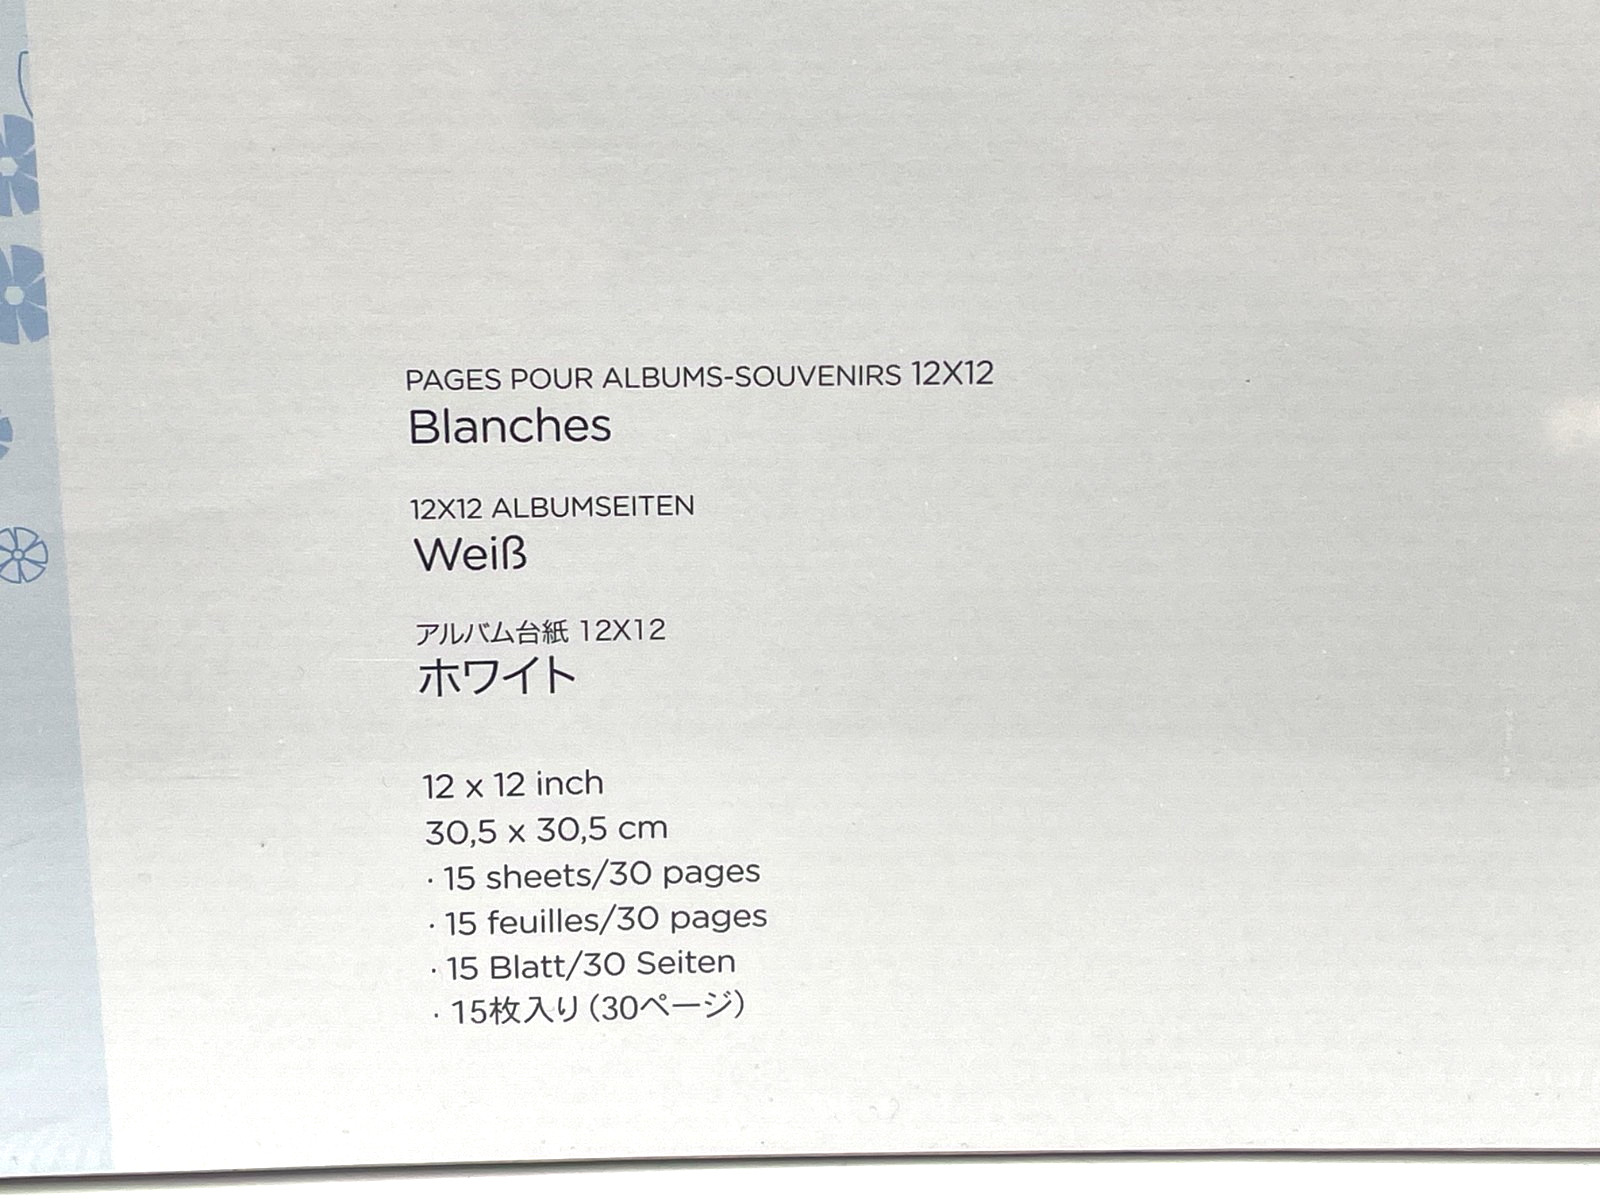 PAGES POUR ALBUMS-SOUVENIRS 12X12
Blanches
12X12 ALBUMSEITEN
Weiß
アルバム台紙 12X12
ホワイト
12 x 12 inch
30,5 x 30,5 cm
· 15 sheets/30 pages
· 15 feuilles/30 pages
· 15 Blatt/30 Seiten
· 15枚入り(30ページ)